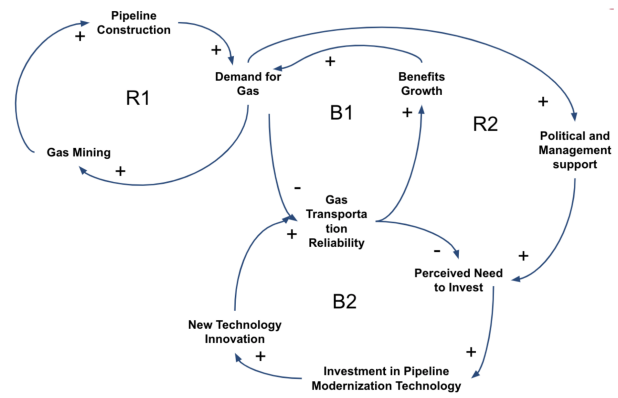 Pipeline
Construction
+
+
R1
Demand for
Gas
+
Benefits
Growth
+
B1
+
R2
Political and
Management
support
Gas Mining
+
-
Gas
Transporta
tion
Reliability
+
-
+
Perceived Need
to Invest
B2
New Technology
Innovation
+
+
Investment in Pipeline
Modernization Technology